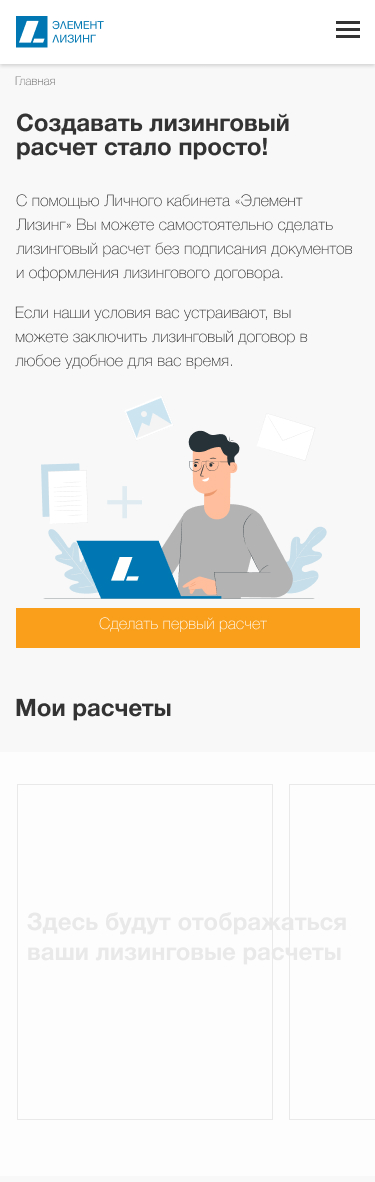 ЭЛЕМЕНТ
ЛИЗИНГ
Главная
Создавать лизинговый
расчет стало просто!
С помощью Личного кабинета «Элемент
Лизинг» Вы можете самостоятельно сделать
лизинговый расчет без подписания документов
и оформления лизингового договора.
Если наши условия вас устраивают, вы
можете заключить лизинговый договор в
любое удобное для вас время.
Сделать первый расчет
Мои расчеты
Здесь будут отображаться
ваши лизинговые расчеты